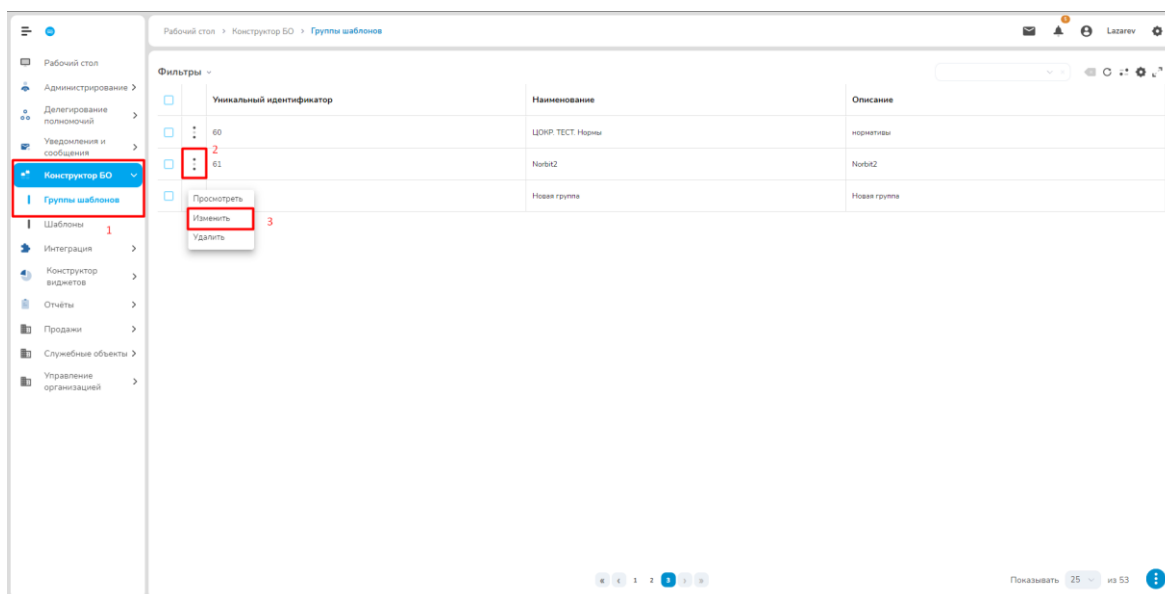 Рабочий стол > Конструктор БО > Группы шаблонов
Lazarev
Рабочий стол
Администрирование
Делегирование
полномочий
Уведомления и
сообщения
Конструктор БО
Группы шаблонов
1
Шаблоны
Интеграция
Конструктор
виджетов
Отчёты
Продажи
Служебные объекты
Управление
организацией
Фильтры
Уникальный идентификатор Наименование Описание
60 ЦОКР. ТЕСТ. Нормы нормативы
2
61 Norbit2 Norbit2
Новая группа Новая группа
Просмотреть
Изменить 3
Удалить
« ‹ 1 2 3 › »
Показывать 25 из 53